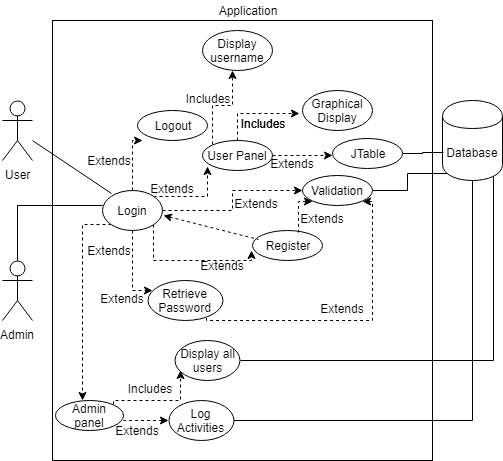 Application
Display
username
Includes
Graphical
Display
Logout
Includes
Extends
User Panel
Extends
JTable
Database
User
Extends
Validation
Login
Extends
Extends
Register
Extends
Extends
Extends
Retrieve
Password
Extends
Admin
Display all
users
Includes
Admin
panel
Extends
Log
Activities